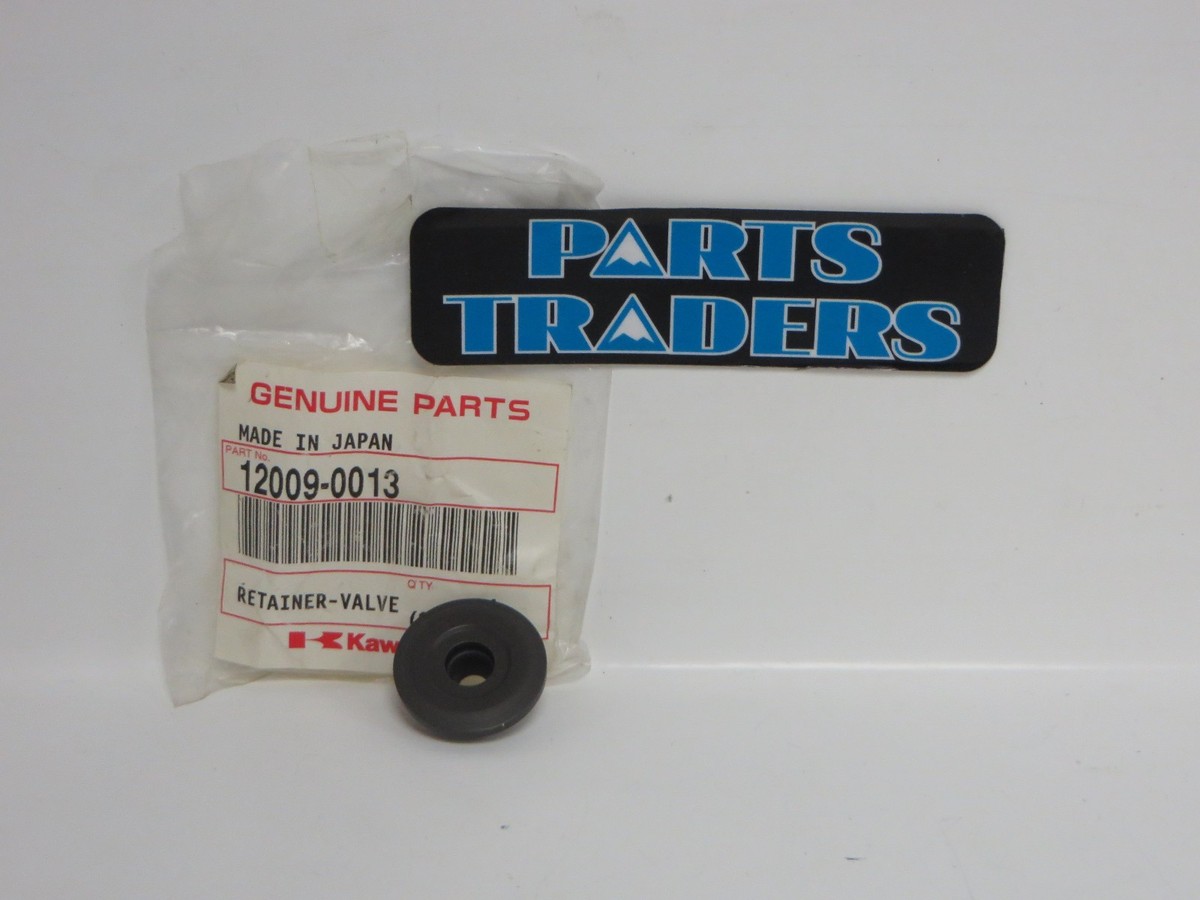 PARTS
TRADERS
GENUINE PARTS
MADE IN JAPAN
PART No.
12009-0013
Q'TY
RETAINER-VALVE
Kaw